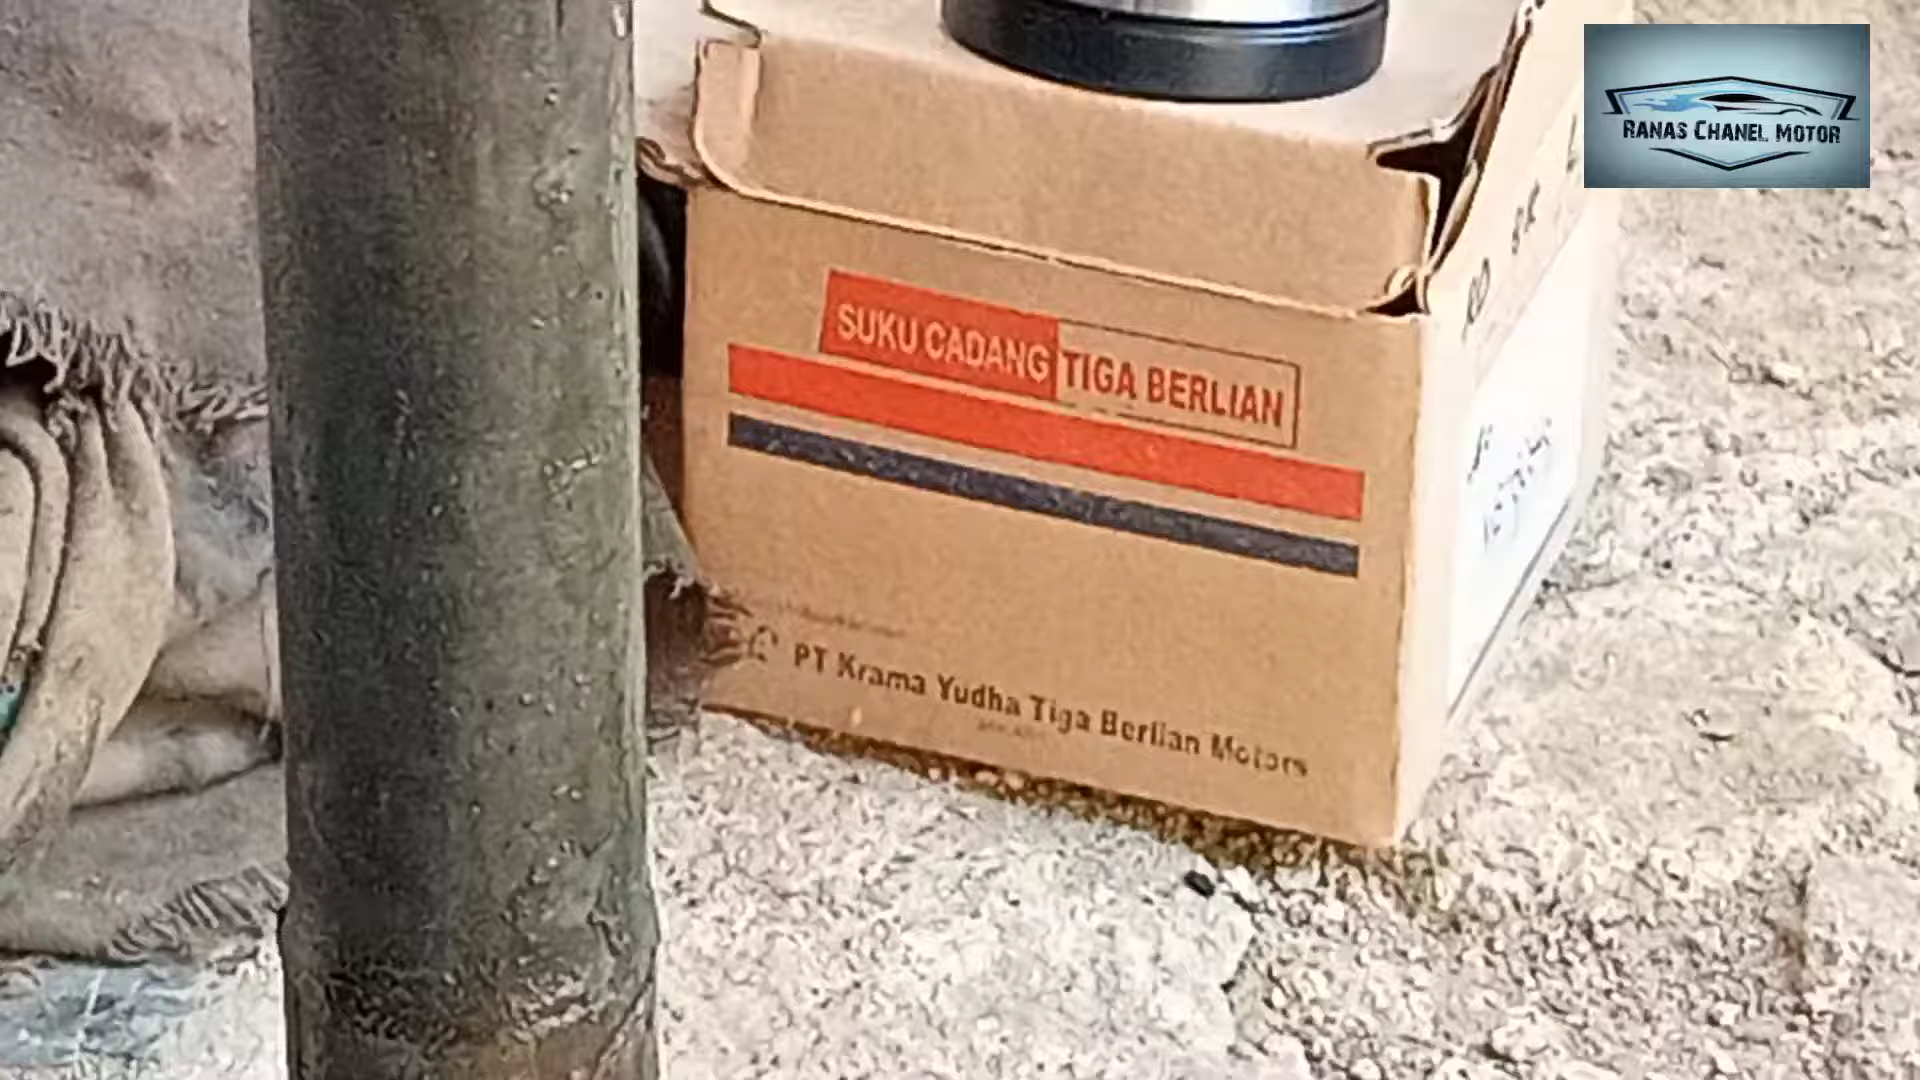 RANAS CHANEL MOTOR
SUKU CADANG TIGA BERLIAN
PT Krama Yudha Tiga Berlian Motors